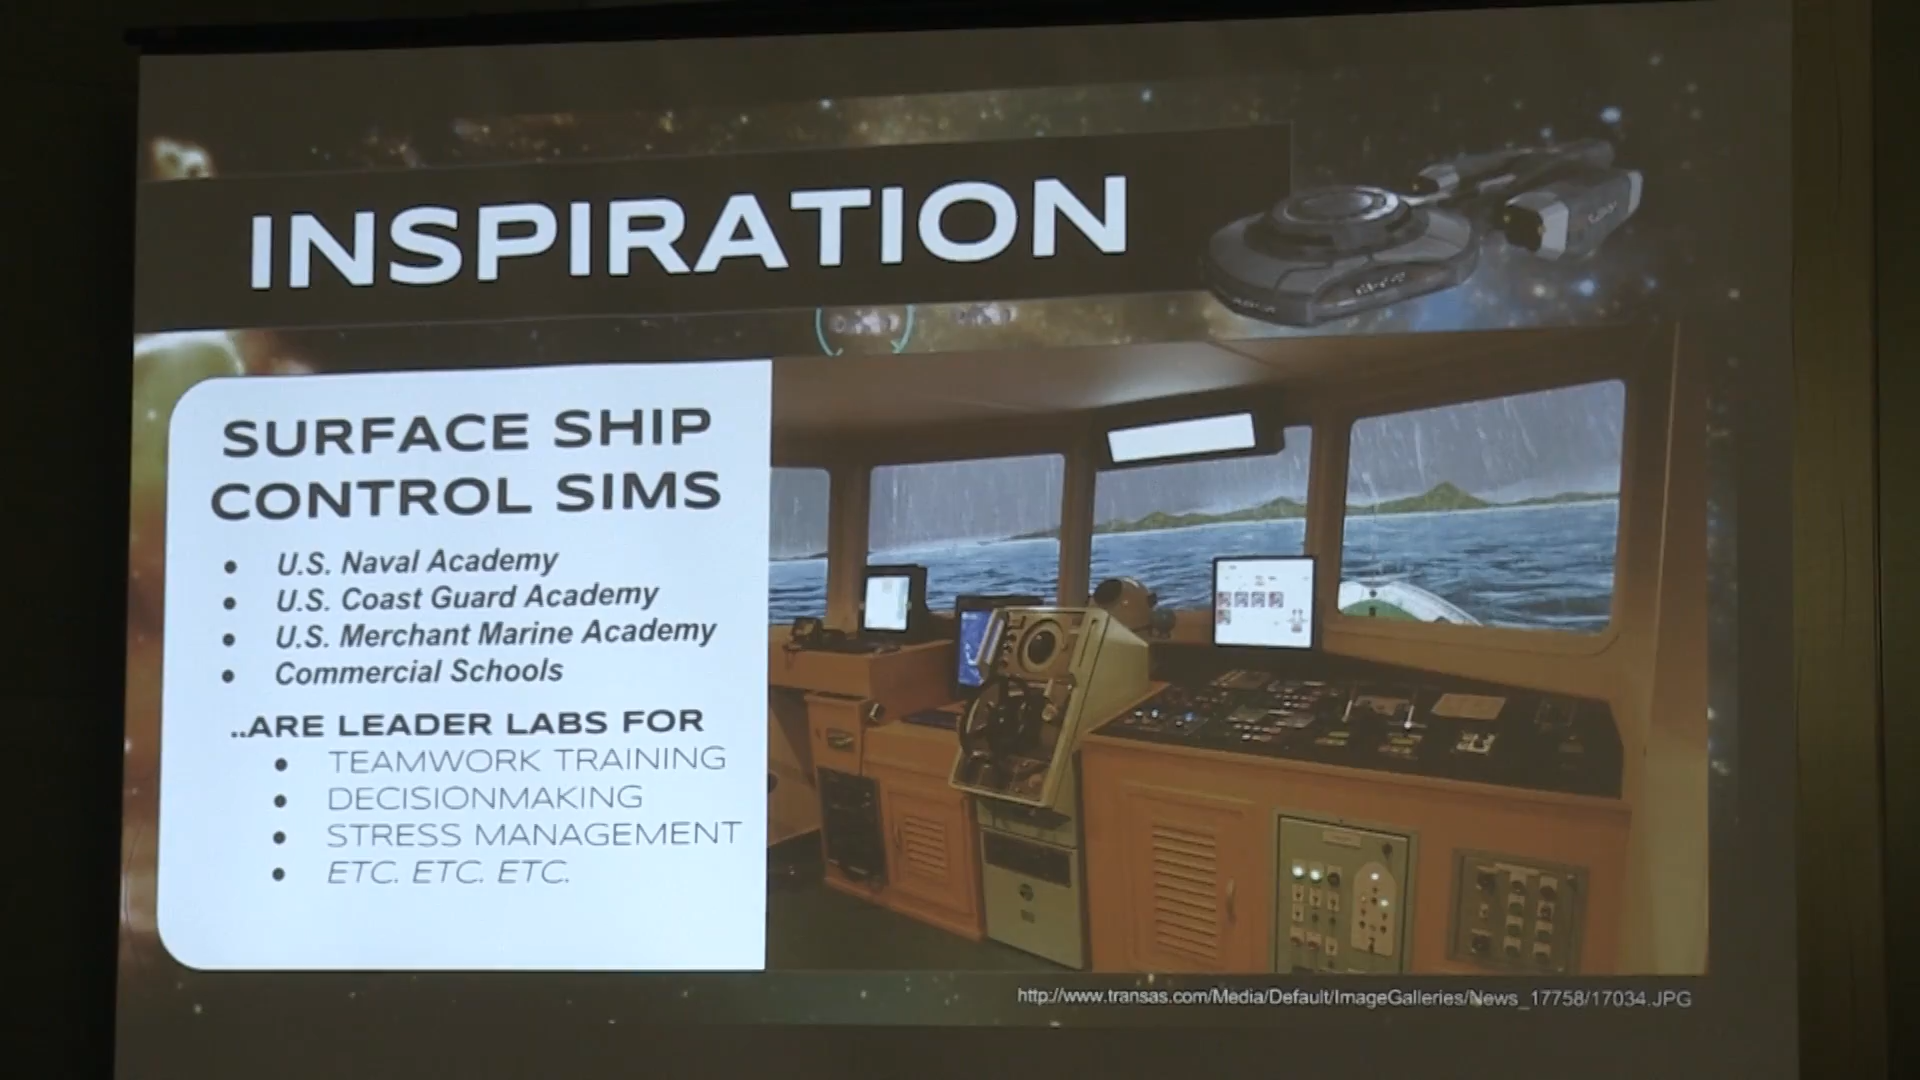 INSPIRATION
SURFACE SHIP
CONTROL SIMS
● U.S. Naval Academy
● U.S. Coast Guard Academy
● U.S. Merchant Marine Academy
● Commercial Schools
..ARE LEADER LABS FOR
● TEAMWORK TRAINING
● DECISIONMAKING
● STRESS MANAGEMENT
● ETC. ETC. ETC.
http://www.transas.com/Media/Default/ImageGalleries/News_17758/17034.JPG